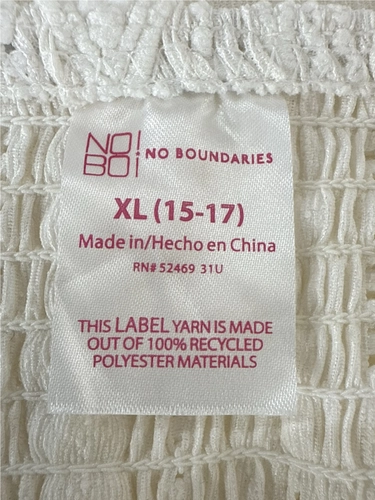 NO!
BOi
NO BOUNDARIES
XL (15-17)
Made in/Hecho en China
RN# 52469 31U
THIS LABEL YARN IS MADE
OUT OF 100% RECYCLED
POLYESTER MATERIALS